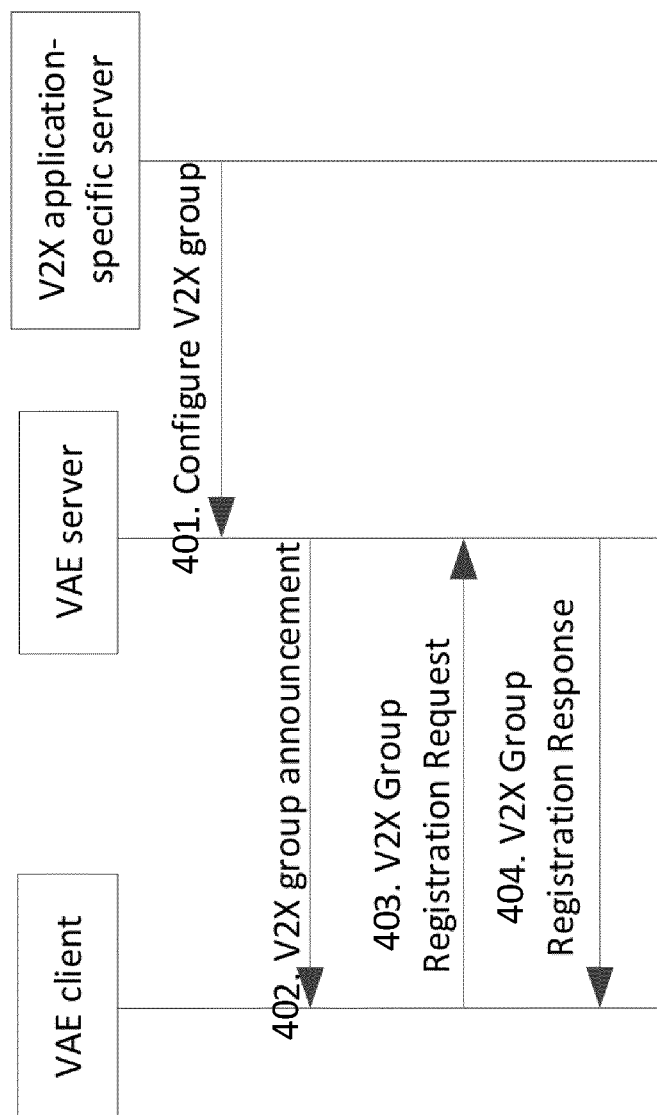 VAE client
VAE server
V2X application-
specific server
401. Configure V2X group
402. V2X group announcement
403. V2X Group
Registration Request
404. V2X Group
Registration Response